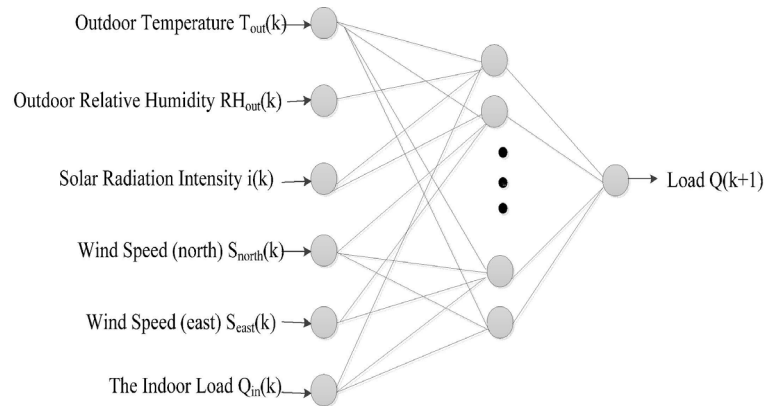 Outdoor Temperature Tout(k)
Outdoor Relative Humidity RHout(k)
Solar Radiation Intensity i(k)
Load Q(k+1)
Wind Speed (north) Snorth(k)
Wind Speed (east) Seast(k)
The Indoor Load Qin(k)